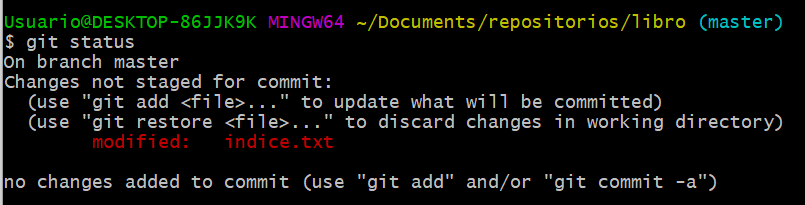 Usuario@DESKTOP-86JJK9K MINGW64 ~/Documents/repositorios/libro (master)
$ git status
On branch master
Changes not staged for commit:
  (use "git add <file>..." to update what will be committed)
  (use "git restore <file>..." to discard changes in working directory)
        modified:   indice.txt

no changes added to commit (use "git add" and/or "git commit -a")